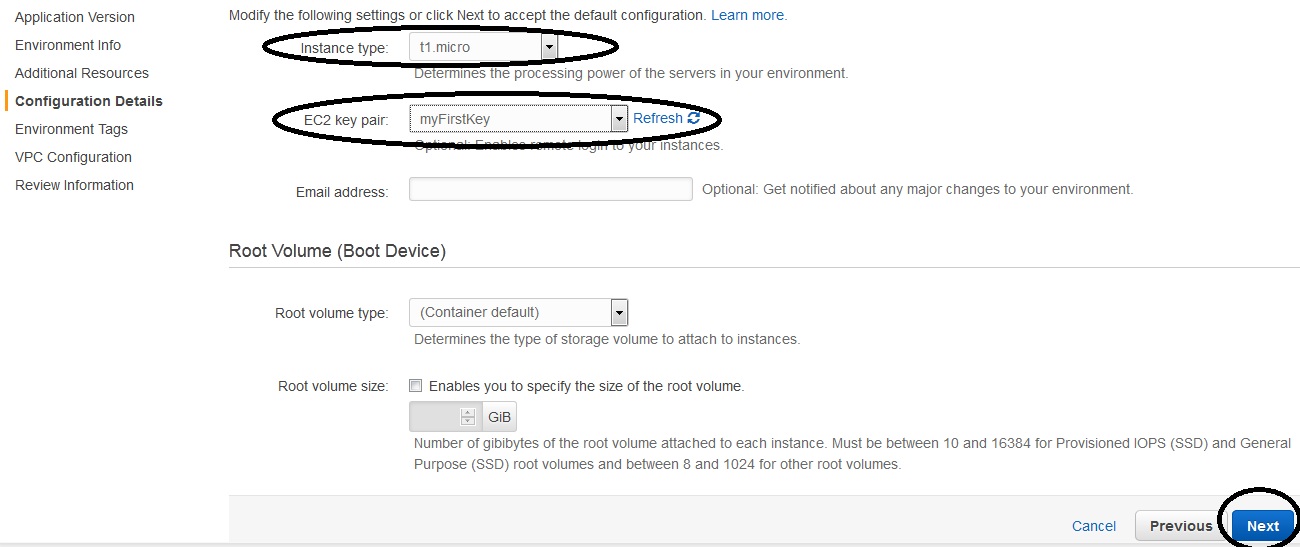 Application Version
Environment Info
Additional Resources
Configuration Details
Environment Tags
VPC Configuration
Review Information
Modify the following settings or click Next to accept the default configuration. Learn more.
Instance type: t1.micro
Determines the processing power of the servers in your environment.
EC2 key pair: myFirstKey Refresh
Optional: Enables remote login to your instances.
Email address: Optional: Get notified about any major changes to your environment.
Root Volume (Boot Device)
Root volume type: (Container default)
Determines the type of storage volume to attach to instances.
Root volume size: Enables you to specify the size of the root volume.
GiB
Number of gibibytes of the root volume attached to each instance. Must be between 10 and 16384 for Provisioned IOPS (SSD) and General
Purpose (SSD) root volumes and between 8 and 1024 for other root volumes.
Cancel Previous Next